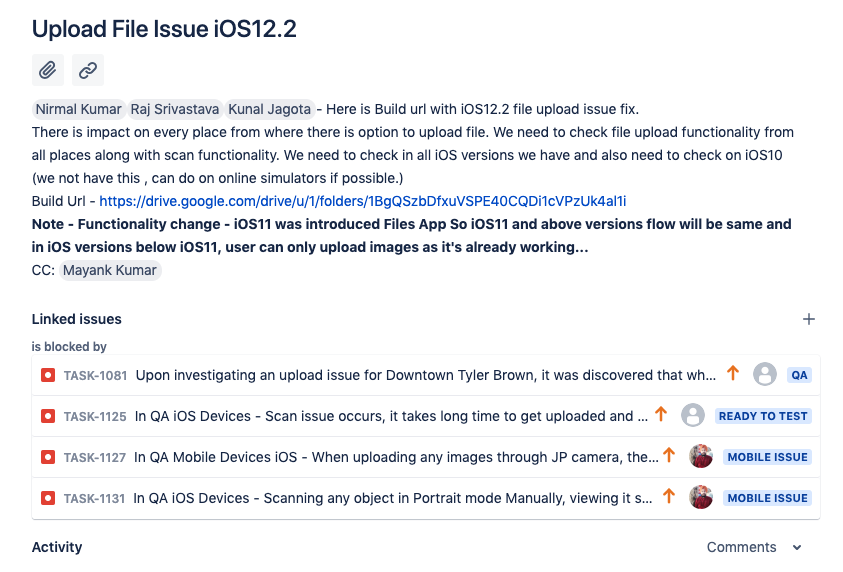 Upload File Issue iOS12.2
Nirmal Kumar Raj Srivastava Kunal Jagota - Here is Build url with iOS12.2 file upload issue fix.
There is impact on every place from where there is option to upload file. We need to check file upload functionality from
all places along with scan functionality. We need to check in all iOS versions we have and also need to check on iOS10
(we not have this , can do on online simulators if possible.)
Build Url - https://drive.google.com/drive/u/1/folders/1BgQSzbDfxuVSPE40CQDi1cVPzUk4al1i
Note - Functionality change - iOS11 was introduced Files App So iOS11 and above versions flow will be same and
in iOS versions below iOS11, user can only upload images as it's already working...
CC: Mayank Kumar
Linked issues
is blocked by
TASK-1081 Upon investigating an upload issue for Downtown Tyler Brown, it was discovered that wh... QA
TASK-1125 In QA iOS Devices - Scan issue occurs, it takes long time to get uploaded and ... READY TO TEST
TASK-1127 In QA Mobile Devices iOS - When uploading any images through JP camera, the... MOBILE ISSUE
TASK-1131 In QA iOS Devices - Scanning any object in Portrait mode Manually, viewing it s... MOBILE ISSUE
Activity Comments